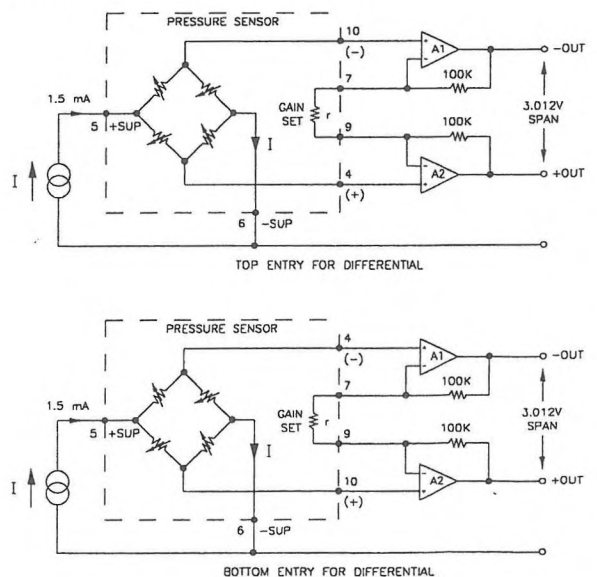 PRESSURE SENSOR
10
(-)
+
A1
-
-OUT
7
100K
1.5 mA
5
+SUP
GAIN
SET
r
I
3.012V
SPAN
9
100K
I
-
A2
+
+OUT
4
(+)
6
-SUP
TOP ENTRY FOR DIFFERENTIAL
PRESSURE SENSOR
4
(-)
+
A1
-
-OUT
7
100K
1.5 mA
5
+SUP
GAIN
SET
r
I
3.012V
SPAN
9
100K
I
-
A2
+
+OUT
10
(+)
6
-SUP
BOTTOM ENTRY FOR DIFFERENTIAL